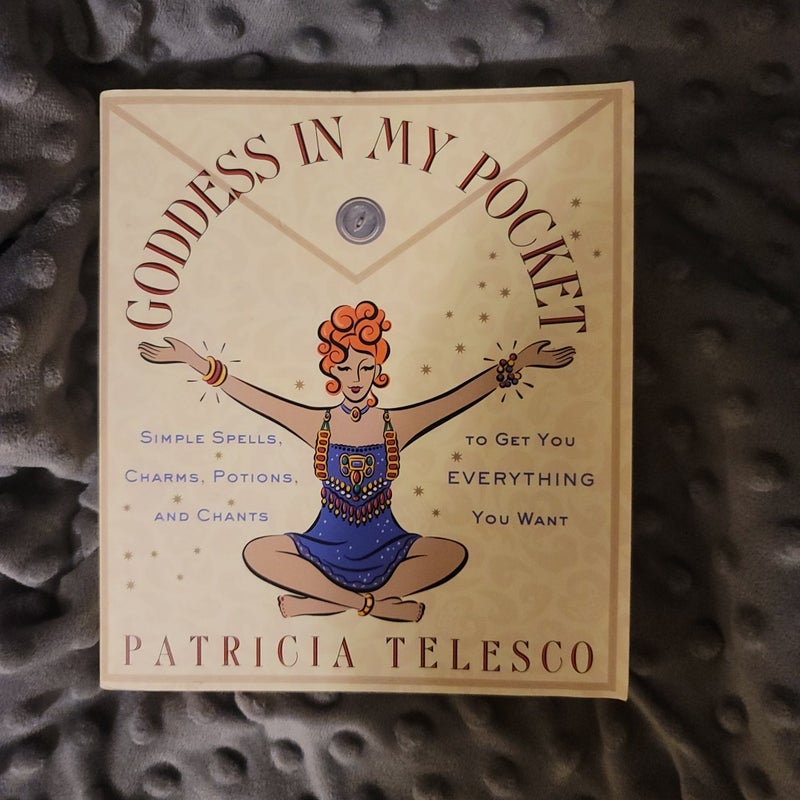 GODDESS IN MY POCKET
SIMPLE SPELLS,
CHARMS, POTIONS,
AND CHANTS
TO GET YOU
EVERYTHING
YOU WANT
PATRICIA TELESCO